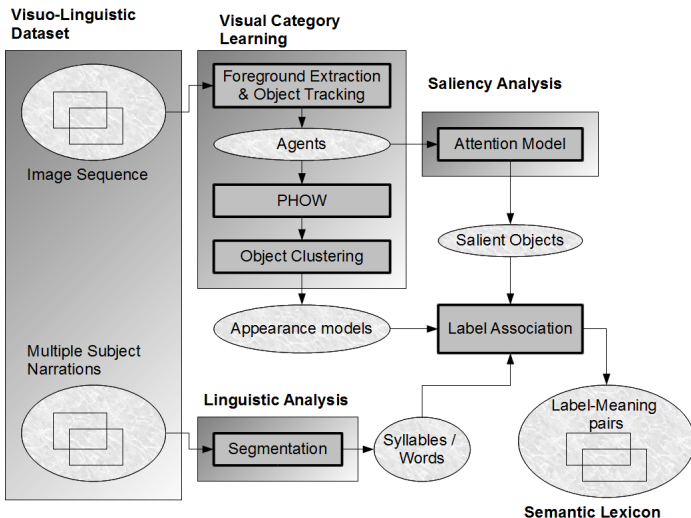 Visuo-Linguistic
Dataset
Visual Category
Learning
Foreground Extraction
& Object Tracking
Saliency Analysis
Agents
Attention Model
Image Sequence
PHOW
Object Clustering
Salient Objects
Appearance models
Label Association
Multiple Subject
Narrations
Linguistic Analysis
Segmentation
Syllables /
Words
Label-Meaning
pairs
Semantic Lexicon